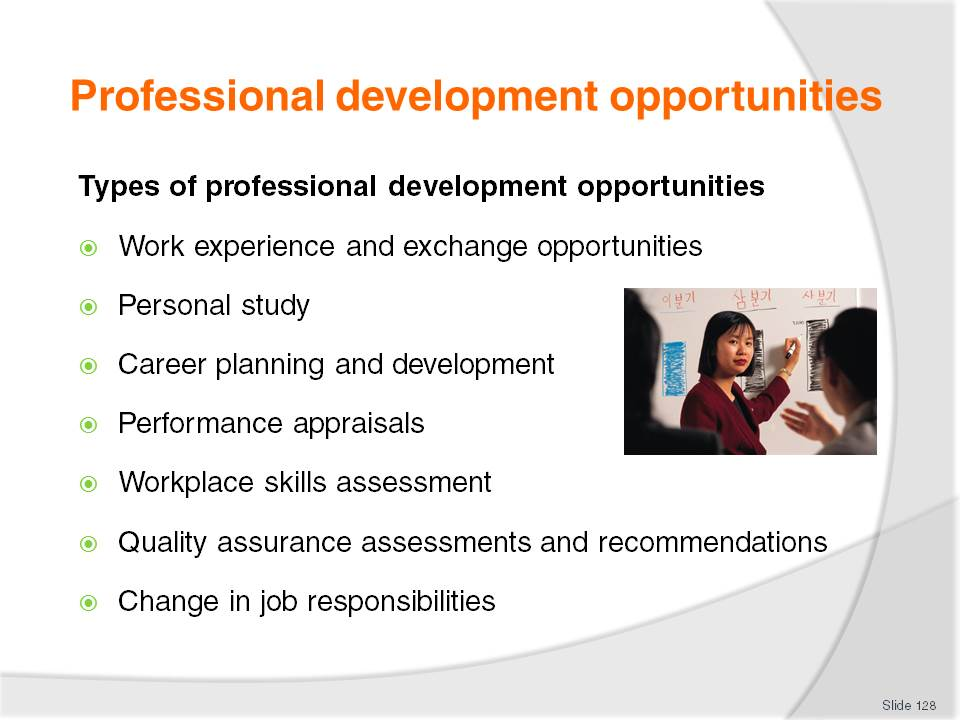 Professional development opportunities
Types of professional development opportunities
Work experience and exchange opportunities
Personal study
이분기 삼분기 사분기
Career planning and development
Performance appraisals
Workplace skills assessment
Quality assurance assessments and recommendations
Change in job responsibilities
Slide 128